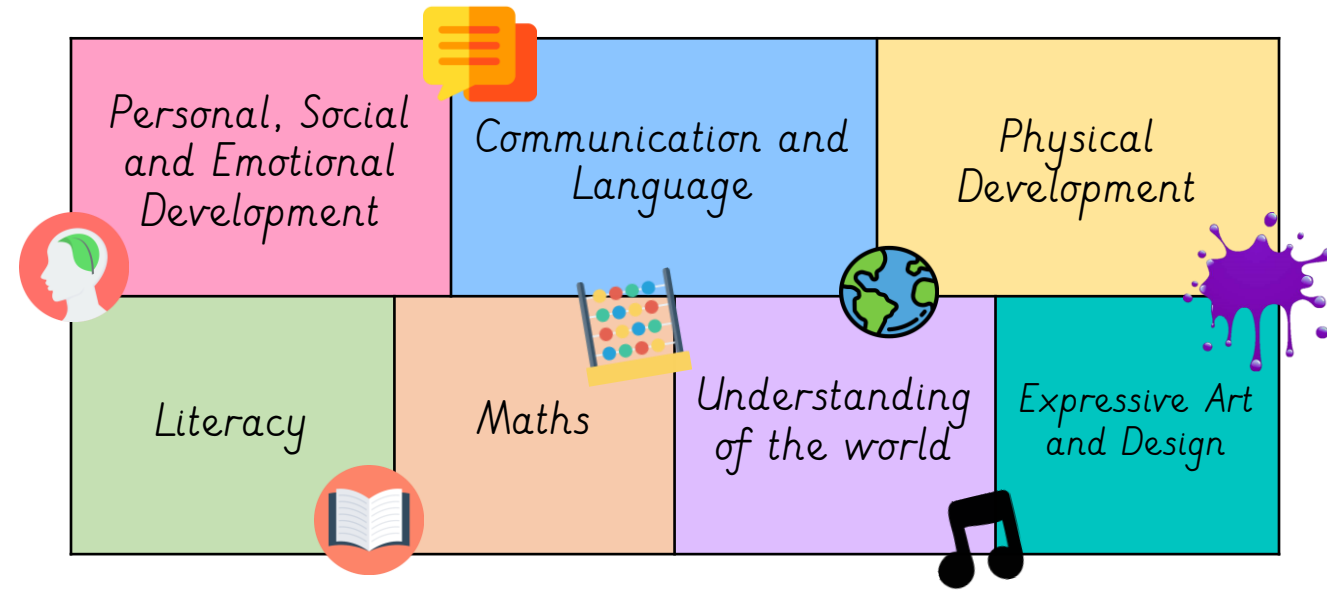 Personal, Social
and Emotional
Development
Communication and
Language
Physical
Development
Literacy
Maths
Understanding
of the world
Expressive Art
and Design